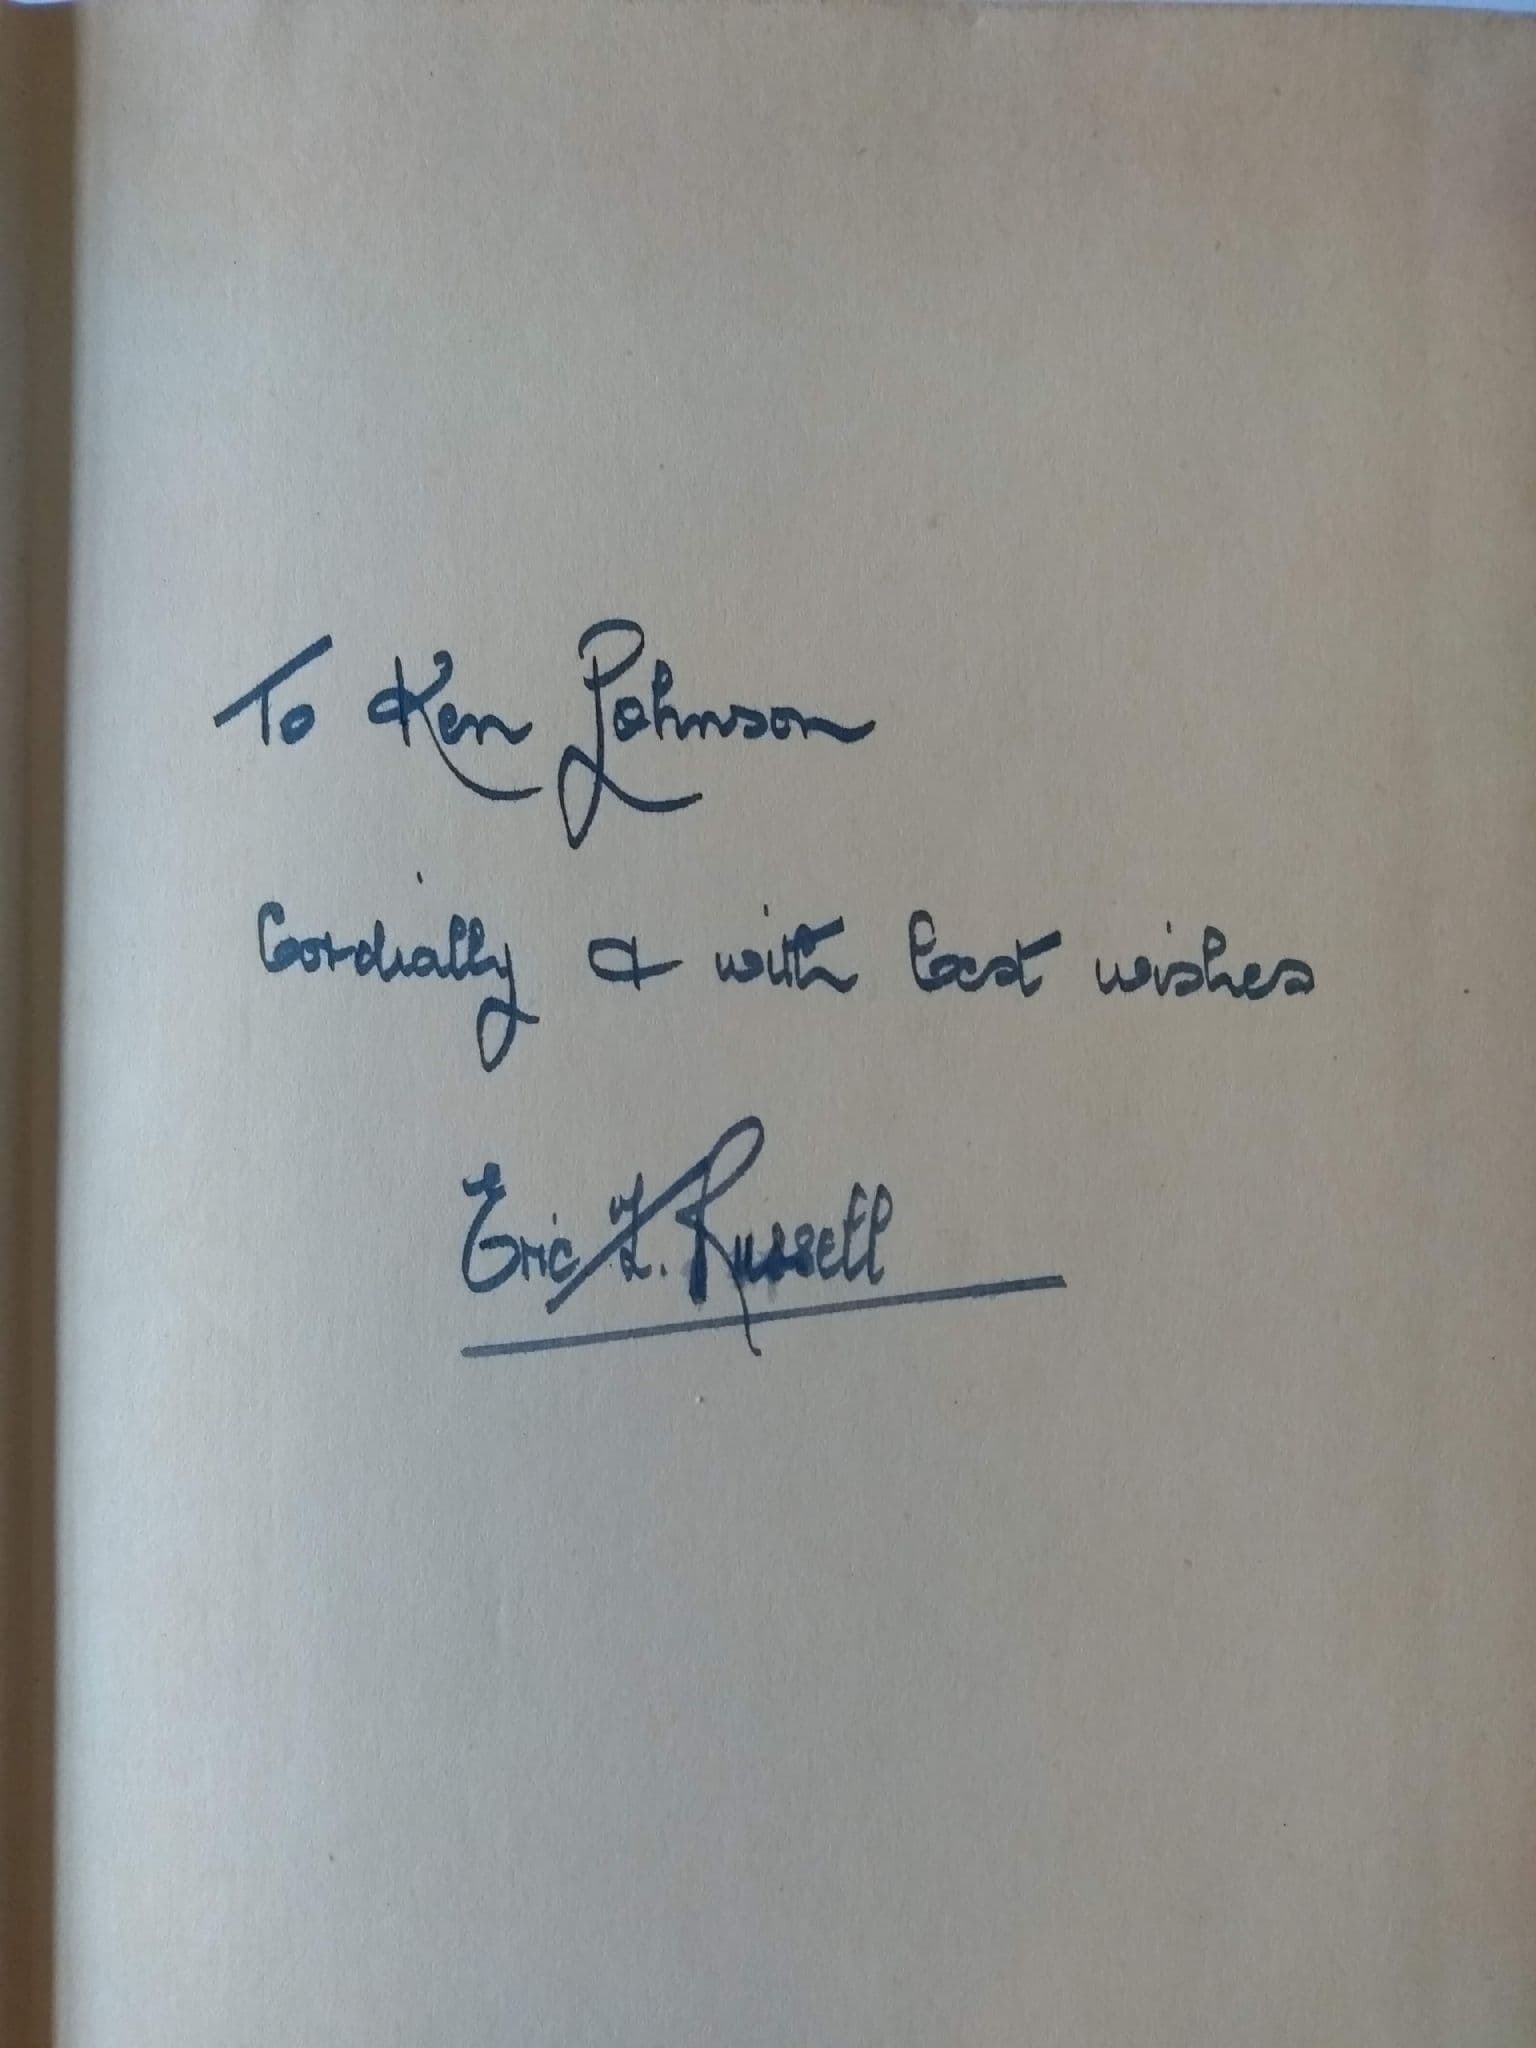 To Ken Johnson
Cordially & with best wishes
Eric F. Russell